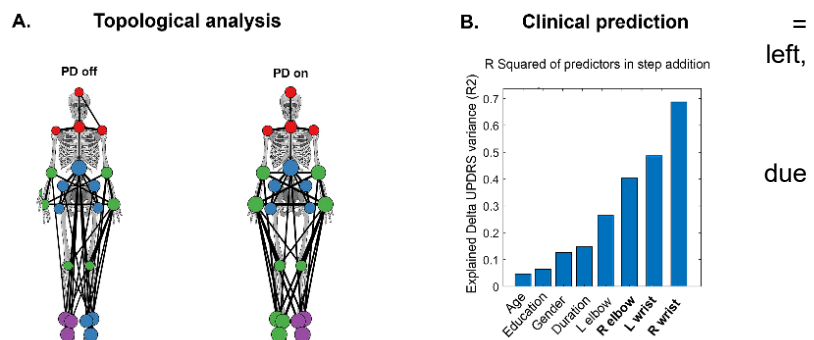 A. Topological analysis
PD off
PD on
B. Clinical prediction
R Squared of predictors in step addition
Explained Delta UPDRS variance (R2)
0.7
0.6
0.5
0.4
0.3
0.2
0.1
0
Age
Education
Gender
Duration
L elbow
R elbow
L wrist
R wrist
=
left,
due